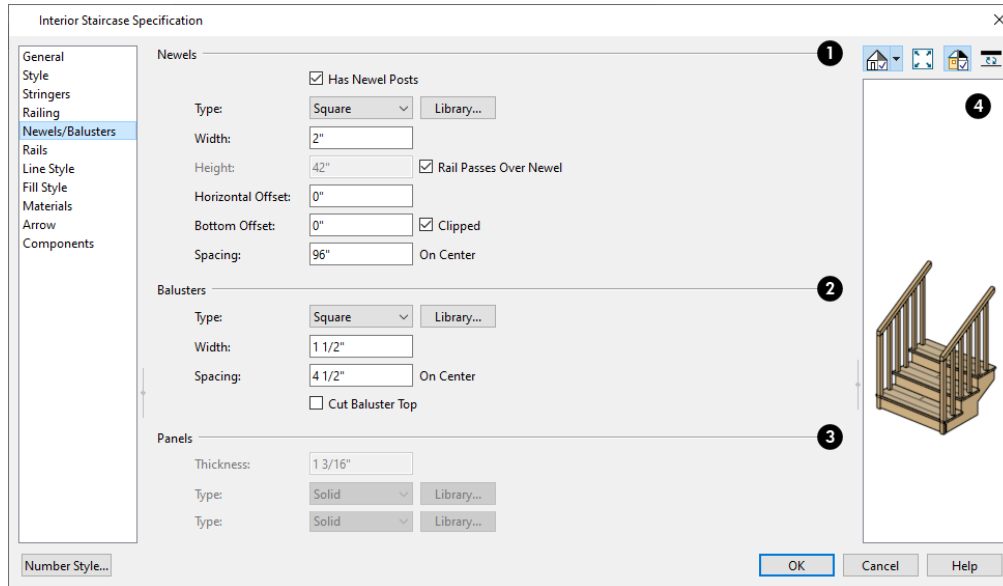 Interior Staircase Specification
General
Style
Stringers
Railing
Newels/Balusters
Rails
Line Style
Fill Style
Materials
Arrow
Components
Number Style...
Newels
1
Has Newel Posts
Type: Square Library...
Width: 2"
Height: 42" Rail Passes Over Newel
Horizontal Offset: 0"
Bottom Offset: 0" Clipped
Spacing: 96" On Center
Balusters
2
Type: Square Library...
Width: 1 1/2"
Spacing: 4 1/2" On Center
Cut Baluster Top
Panels
3
Thickness: 1 3/16"
Type: Solid Library...
Type: Solid Library...
4
OK Cancel Help